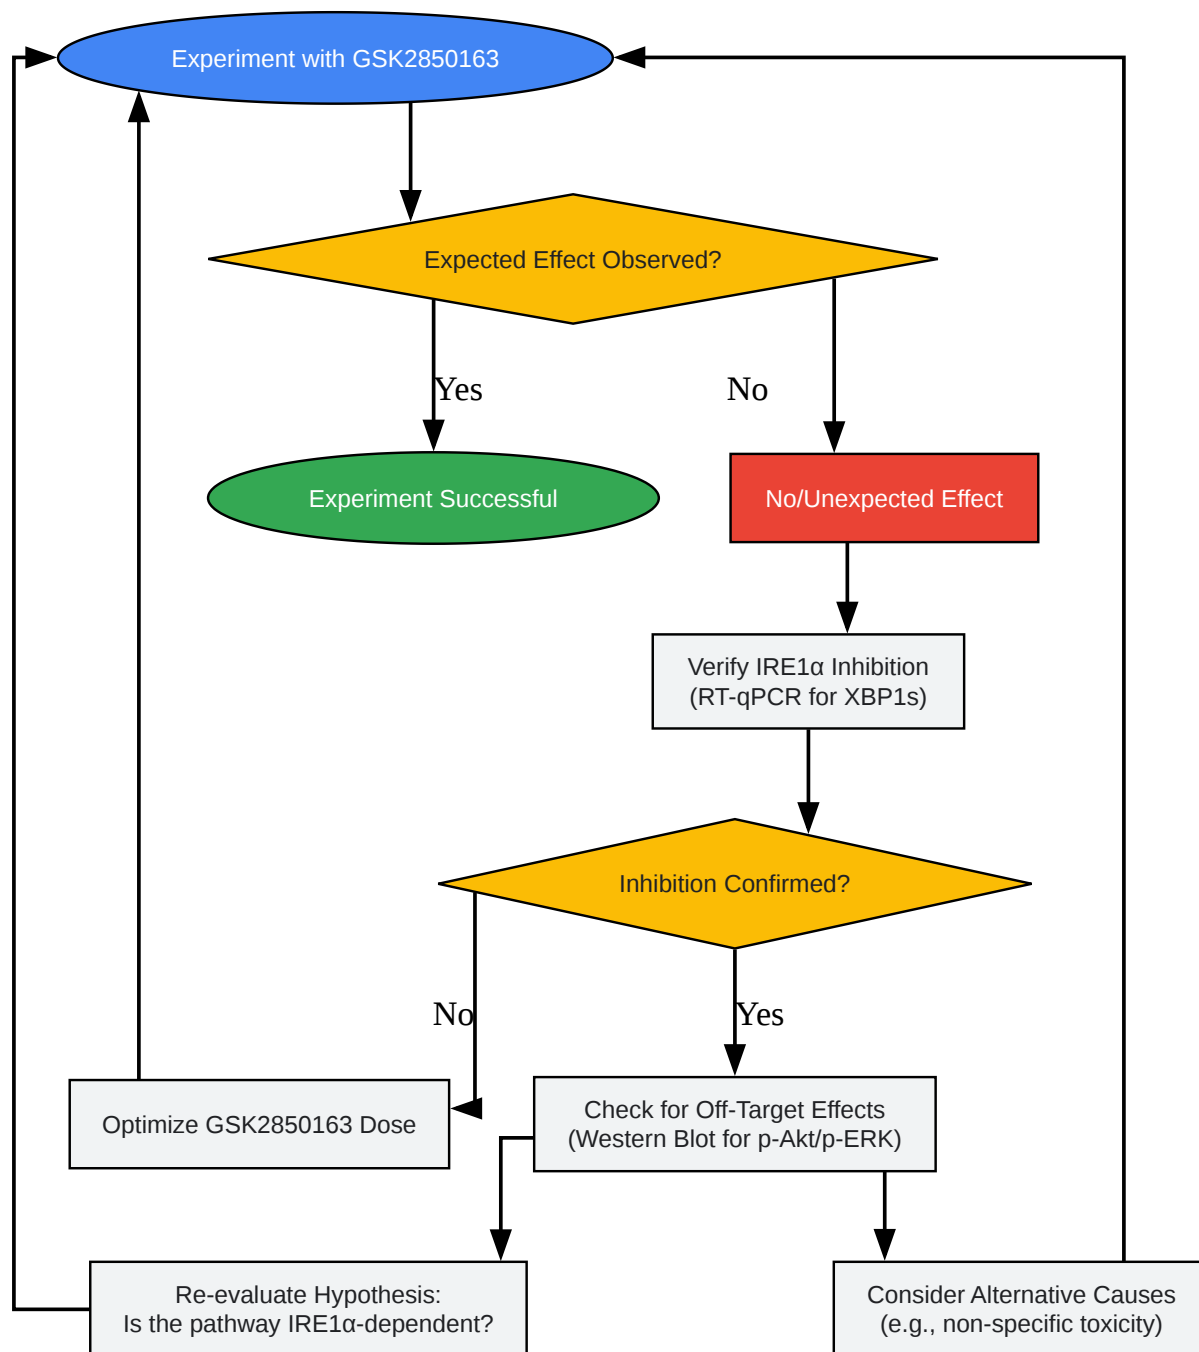 Experiment with GSK2850163
Expected Effect Observed?
Yes
No
Experiment Successful
No/Unexpected Effect
Verify IRE1α Inhibition
(RT-qPCR for XBP1s)
Inhibition Confirmed?
No
Yes
Optimize GSK2850163 Dose
Check for Off-Target Effects
(Western Blot for p-Akt/p-ERK)
Re-evaluate Hypothesis:
Is the pathway IRE1α-dependent?
Consider Alternative Causes
(e.g., non-specific toxicity)